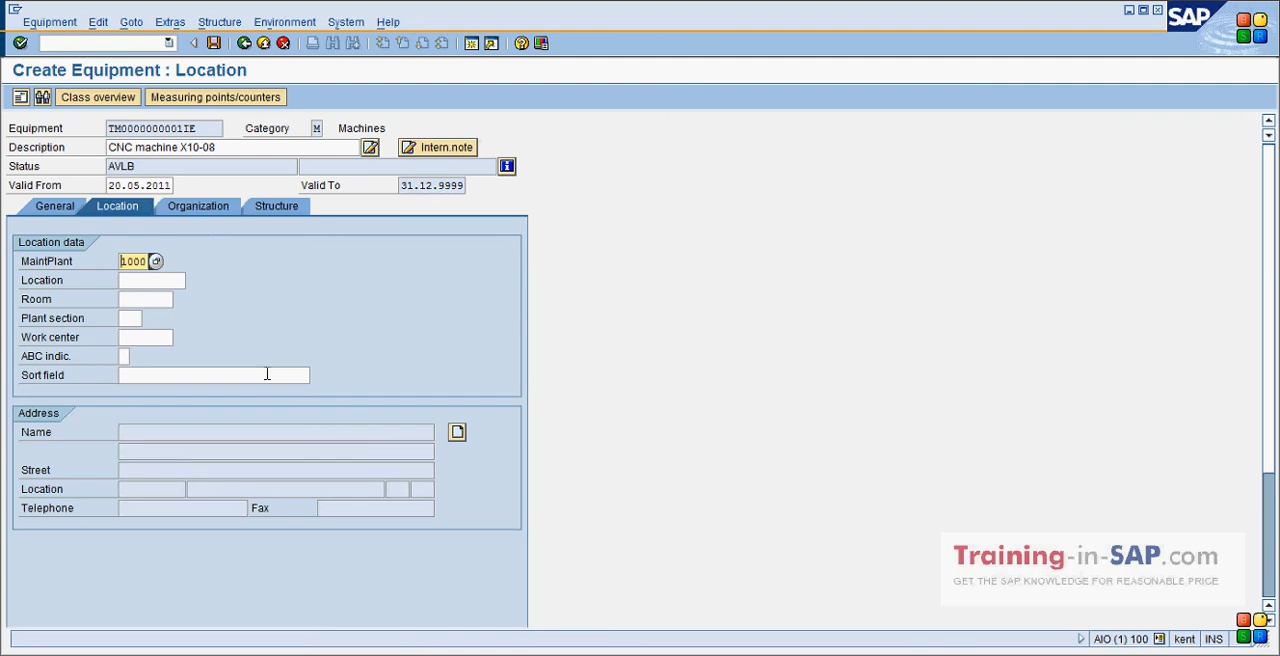 Equipment Edit Goto Extras Structure Environment System Help
SAP
Create Equipment : Location
Class overview Measuring points/counters
Equipment TM0000000001IE Category M Machines
Description CNC machine X10-08 Intern.note
Status AVLB
Valid From 20.05.2011 Valid To 31.12.9999
General Location Organization Structure
Location data
MaintPlant 1000
Location
Room
Plant section
Work center
ABC indic.
Sort field
Address
Name
Street
Location
Telephone Fax
Training-in-SAP.com
GET THE SAP KNOWLEDGE FOR REASONABLE PRICE
AIO (1) 100 kent INS